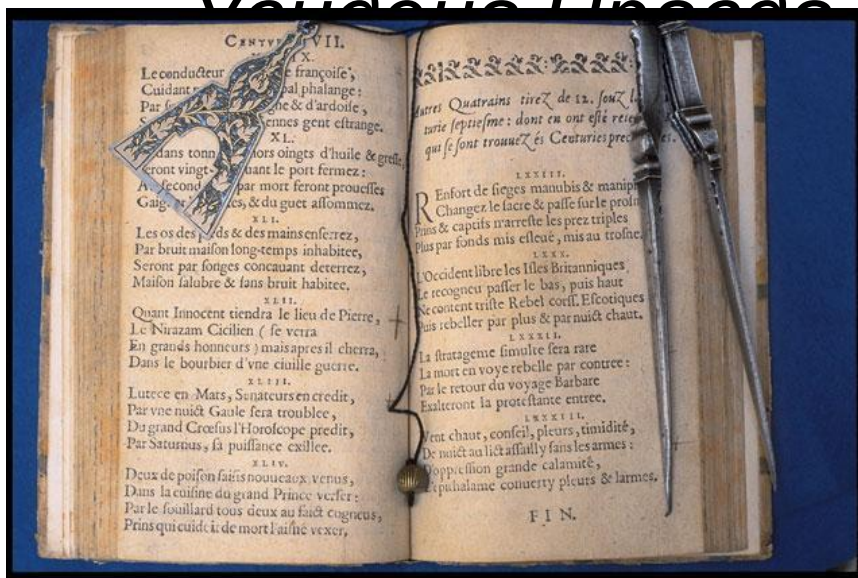 CENTVRIE VII.
Le conducteur françoise,
Cuidant pal phalange:
Par & d'ardoise,
gent estrange.
XL.
dans tonn hors oingts d'huile & gresse,
seront vingt- uant le port fermez:
second par mort feront prouesses
Gaig & du guet assommez.
XLI.
Les os des pieds & des mains enserrez,
Par bruit maison long-temps inhabitee,
Seront par songes concauant deterrez,
Maison salubre & sans bruit habitee.
XLII.
Quant Innocent tiendra le lieu de Pierre,
Le Nirazam Cicilien ( se verra
En grands honneurs ) mais apres il cherra,
Dans le bourbier d'vne ciuille guerre.
XLIII.
Lutece en Mars, Senateurs en credit,
Par vne nuict Gaule sera troublee,
Du grand Crœsus l'Horoscope predit,
Par Saturnus, sa puissance exillee.
XLIV.
Deux de poison saisis nouueaux venus,
Dans la cuisine du grand Prince verser:
Par le souillard tous deux au faict cogneus,
Prins qui cuidoit de mort l'aisné vexer,
Autres Quatrains tirez de 12. souz l
turie septiesme: dont en ont esté
qui se sont trouuez és Centuries prec es.
LXXIII.
REnfort de sieges manubis & manip
Changez le sacre & passe sur le prosn
Prins & captifs n'arreste les prez triples
Plus par fonds mis esleué, mis au trosne.
LXXX.
L'Occident libre les Isles Britanniques
Le recogneu passer le bas, puis haut
Ne content triste Rebel corss. Escotiques
Puis rebeller par plus & par nuict chaut.
LXXXII.
La stratageme simulte sera rare
La mort en voye rebelle par contree:
Par le retour du voyage Barbare
Exalteront la protestante entree.
LXXXIII.
Vent chaut, conseil, pleurs, timidité,
De nuict au lict assailly sans les armes:
D'oppression grande calamité,
Epithalame conuerty pleurs & larmes.
FIN.